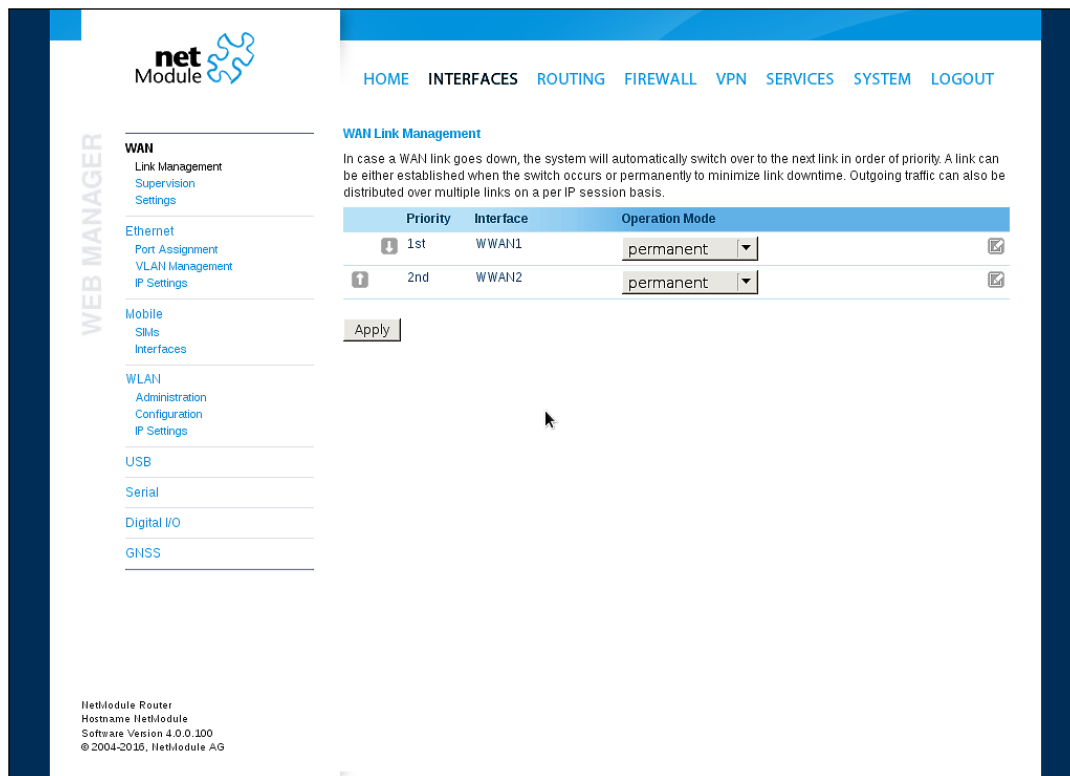 net
Module
HOME INTERFACES ROUTING FIREWALL VPN SERVICES SYSTEM LOGOUT
WEB MANAGER
WAN
Link Management
Supervision
Settings
Ethernet
Port Assignment
VLAN Management
IP Settings
Mobile
SIMs
Interfaces
WLAN
Administration
Configuration
IP Settings
USB
Serial
Digital I/O
GNSS
WAN Link Management
In case a WAN link goes down, the system will automatically switch over to the next link in order of priority. A link can
be either established when the switch occurs or permanently to minimize link downtime. Outgoing traffic can also be
distributed over multiple links on a per IP session basis.
Priority Interface Operation Mode
1st WWAN1 permanent
2nd WWAN2 permanent
Apply
NetModule Router
Hostname NetModule
Software Version 4.0.0.100
© 2004-2016, NetModule AG